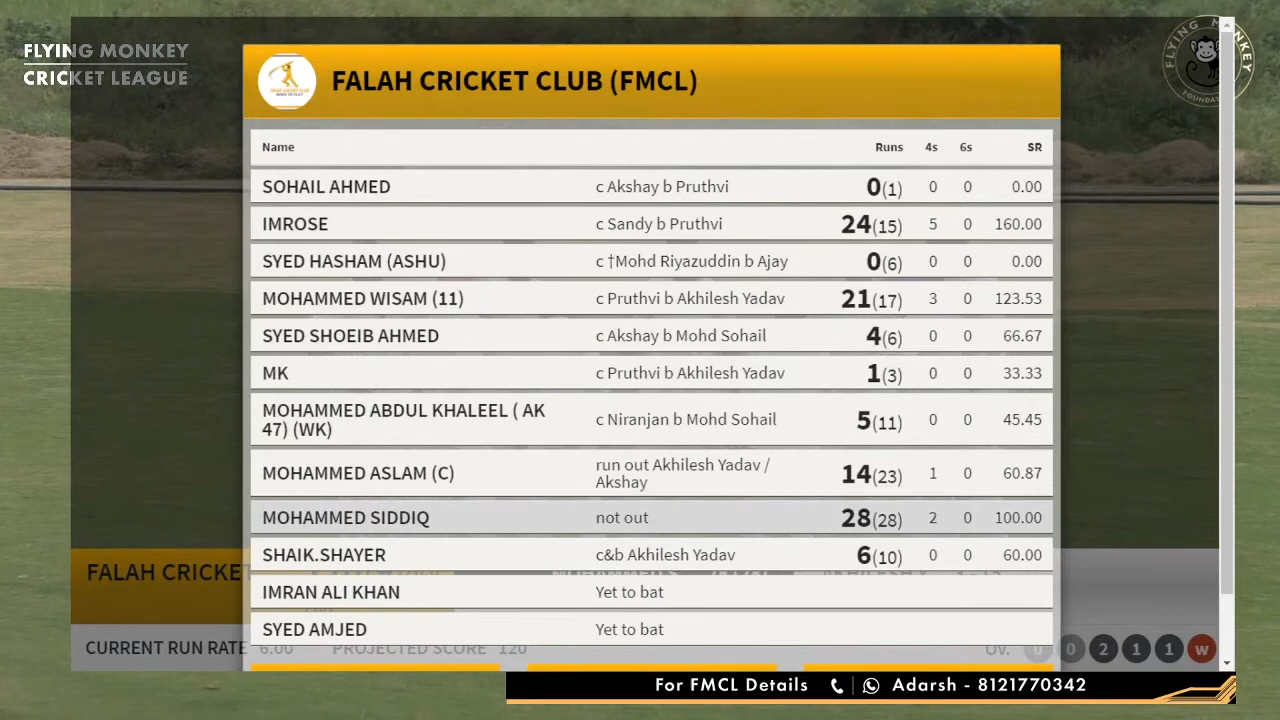 FLYING MONKEY
CRICKET LEAGUE
FLYING MONKEY
FALAH CRICKET CLUB (FMCL)
Name Runs 4s 6s SR
SOHAIL AHMED c Akshay b Pruthvi 0(1) 0 0 0.00
IMROSE c Sandy b Pruthvi 24(15) 5 0 160.00
SYED HASHAM (ASHU) c †Mohd Riyazuddin b Ajay 0(6) 0 0 0.00
MOHAMMED WISAM (11) c Pruthvi b Akhilesh Yadav 21(17) 3 0 123.53
SYED SHOEIB AHMED c Akshay b Mohd Sohail 4(6) 0 0 66.67
MK c Pruthvi b Akhilesh Yadav 1(3) 0 0 33.33
MOHAMMED ABDUL KHALEEL ( AK
47) (WK) c Niranjan b Mohd Sohail 5(11) 0 0 45.45
MOHAMMED ASLAM (C) run out Akhilesh Yadav /
Akshay 14(23) 1 0 60.87
MOHAMMED SIDDIQ not out 28(28) 2 0 100.00
SHAIK.SHAYER c&b Akhilesh Yadav 6(10) 0 0 60.00
IMRAN ALI KHAN Yet to bat
SYED AMJED Yet to bat
FALAH CRICKET
CURRENT RUN RATE 6.00 PROJECTED SCORE 120 OV. 0 0 2 1 1 W
For FMCL Details Adarsh - 8121770342